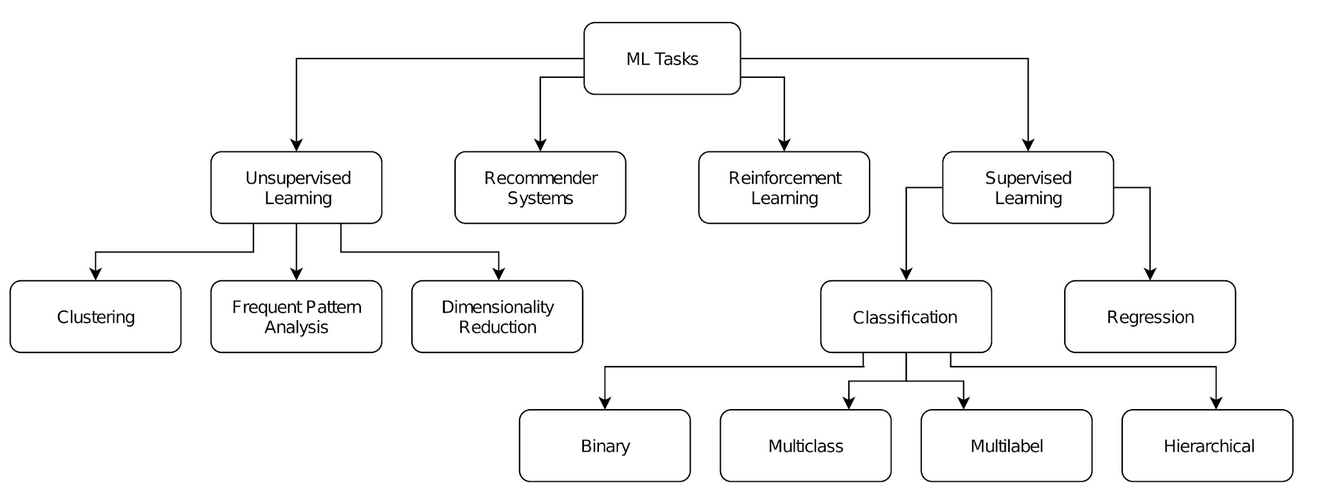 ML Tasks
Unsupervised
Learning
Recommender
Systems
Reinforcement
Learning
Supervised
Learning
Clustering
Frequent Pattern
Analysis
Dimensionality
Reduction
Classification
Regression
Binary
Multiclass
Multilabel
Hierarchical